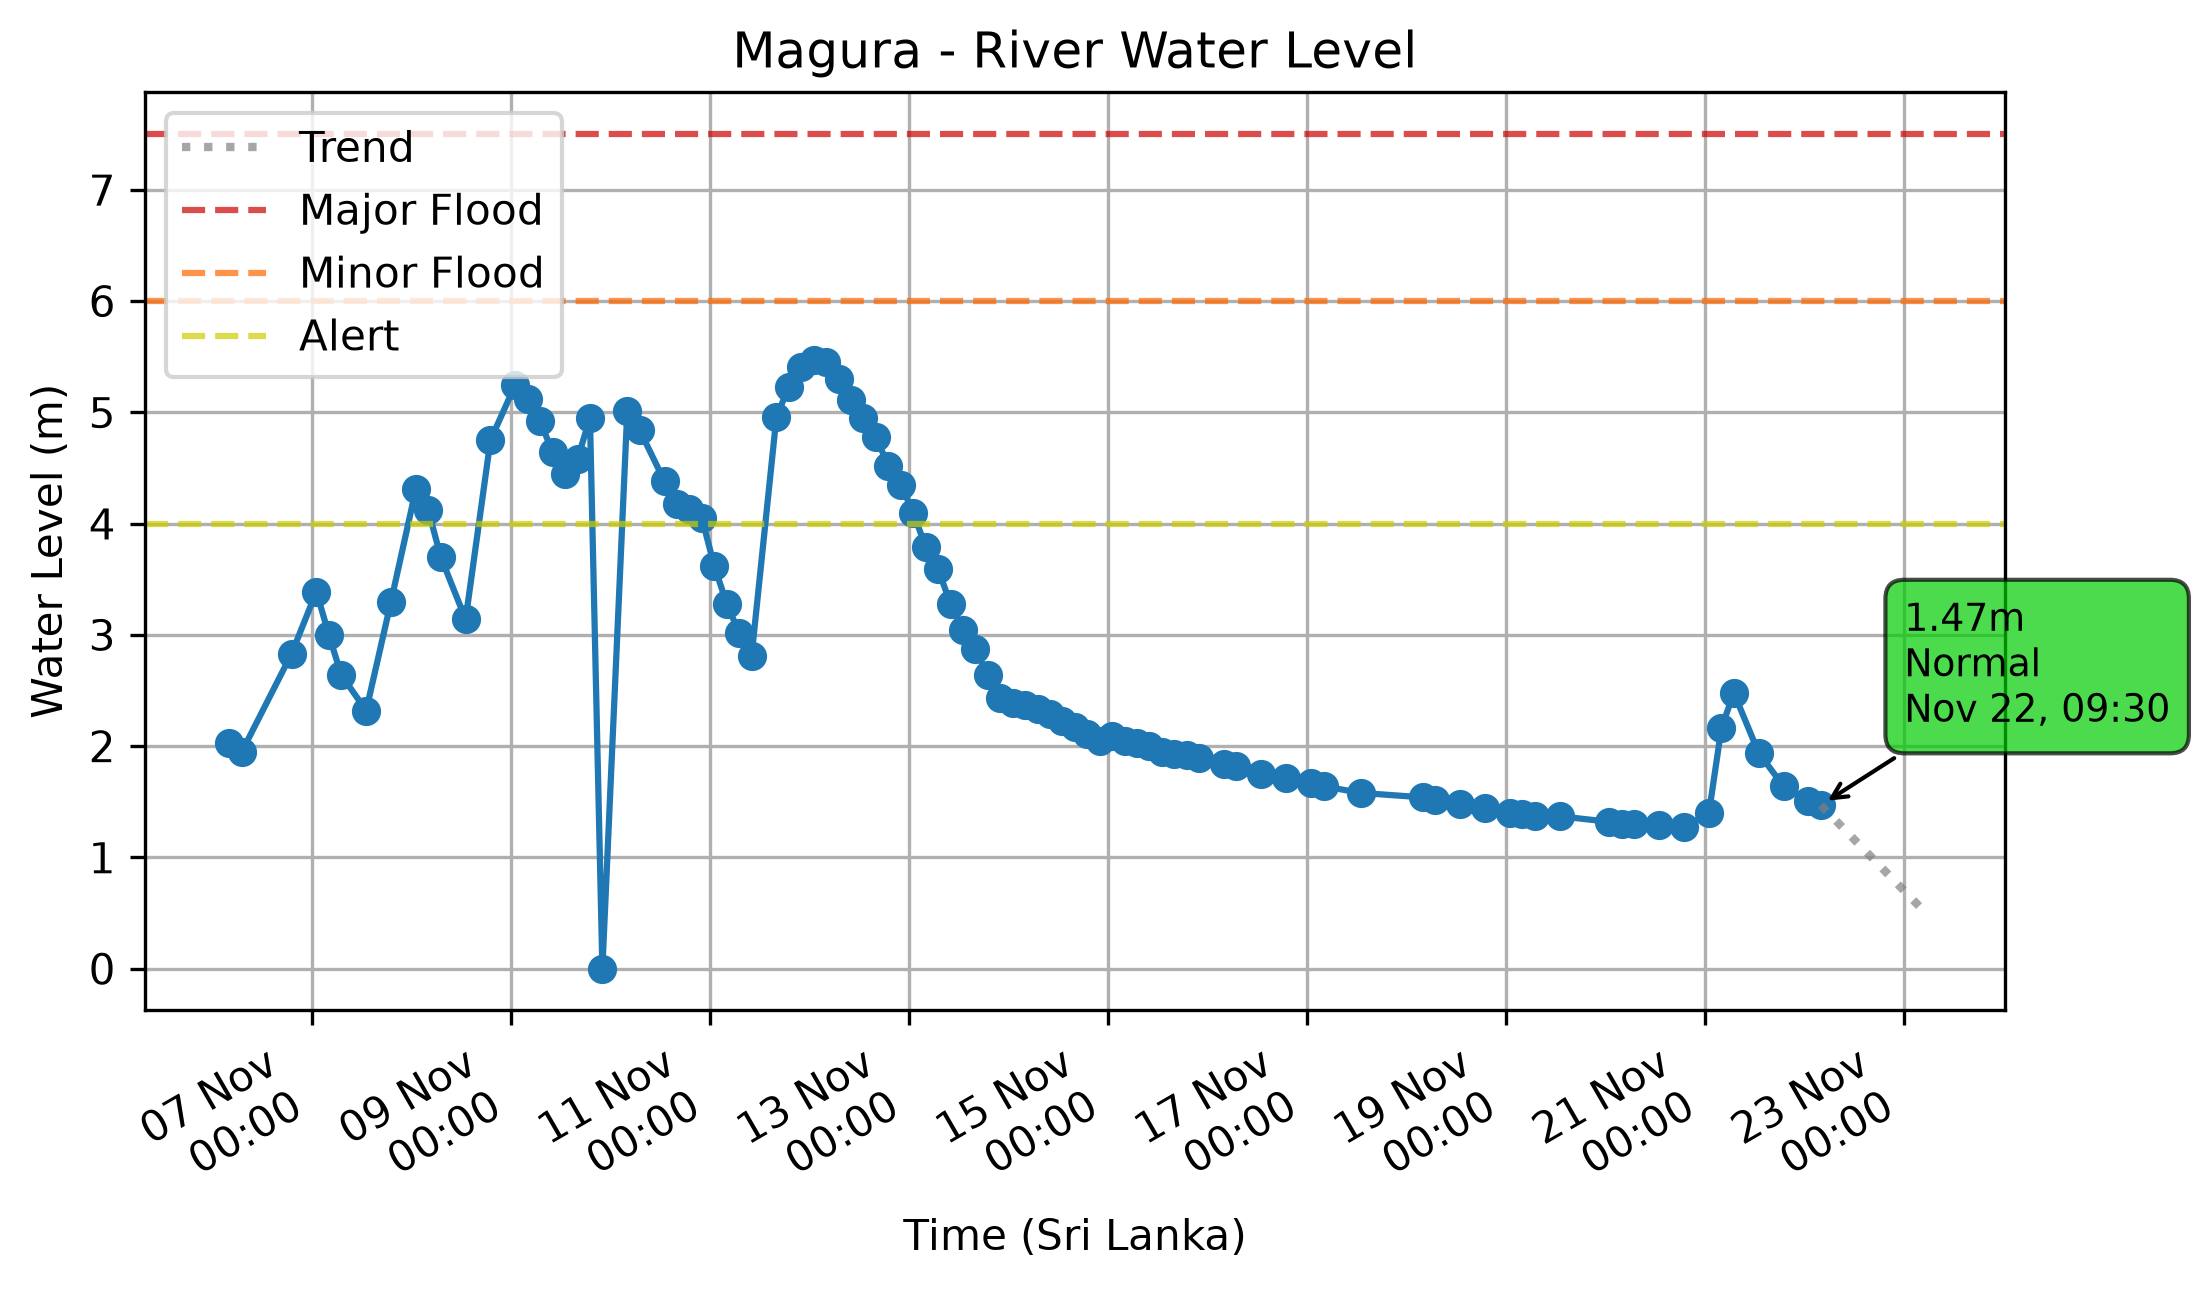 Magura - River Water Level
Trend
Major Flood
Minor Flood
Alert
Water Level (m)
7
6
5
4
3
2
1
0
1.47m
Normal
Nov 22, 09:30
07 Nov
00:00
09 Nov
00:00
11 Nov
00:00
13 Nov
00:00
15 Nov
00:00
17 Nov
00:00
19 Nov
00:00
21 Nov
00:00
23 Nov
00:00
Time (Sri Lanka)